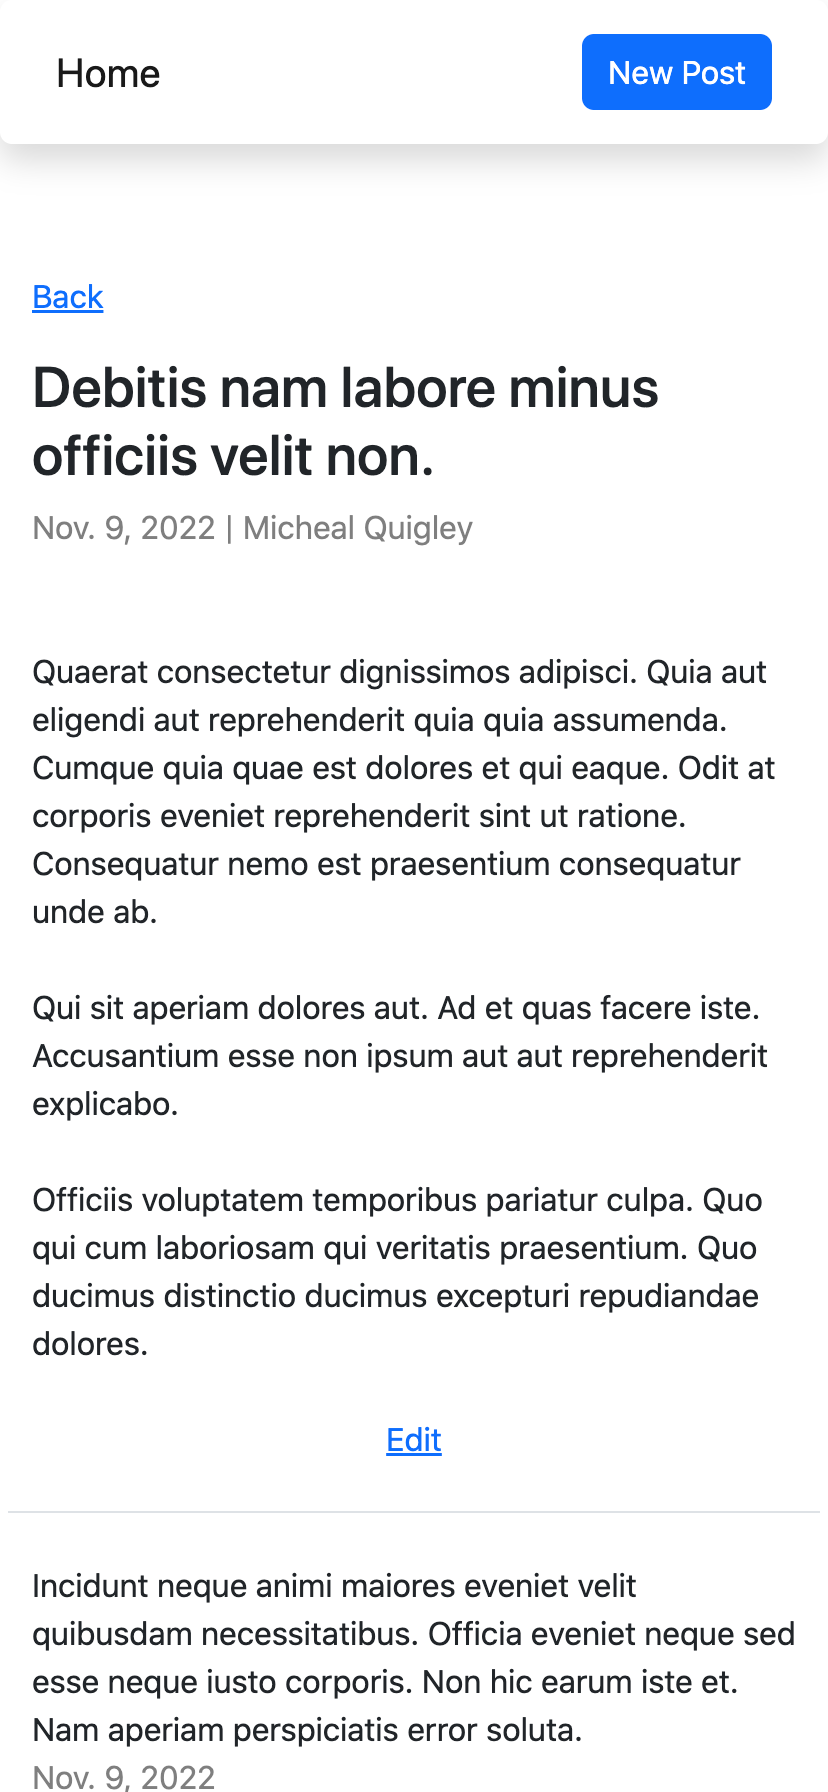 Home
New Post
Back
Debitis nam labore minus
officiis velit non.
Nov. 9, 2022 | Micheal Quigley
Quaerat consectetur dignissimos adipisci. Quia aut
eligendi aut reprehenderit quia quia assumenda.
Cumque quia quae est dolores et qui eaque. Odit at
corporis eveniet reprehenderit sint ut ratione.
Consequatur nemo est praesentium consequatur
unde ab.
Qui sit aperiam dolores aut. Ad et quas facere iste.
Accusantium esse non ipsum aut aut reprehenderit
explicabo.
Officiis voluptatem temporibus pariatur culpa. Quo
qui cum laboriosam qui veritatis praesentium. Quo
ducimus distinctio ducimus excepturi repudiandae
dolores.
Edit
Incidunt neque animi maiores eveniet velit
quibusdam necessitatibus. Officia eveniet neque sed
esse neque iusto corporis. Non hic earum iste et.
Nam aperiam perspiciatis error soluta.
Nov. 9, 2022